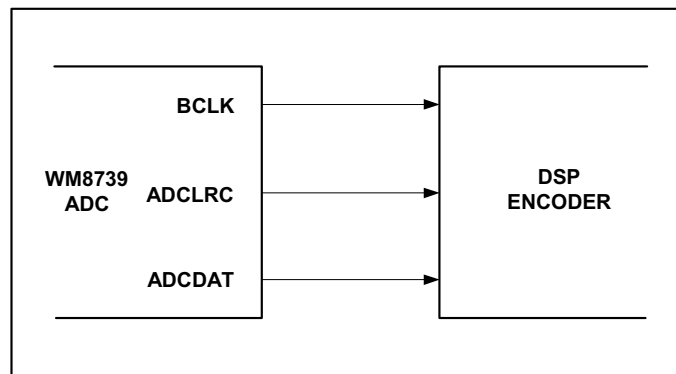 BCLK
WM8739
ADC
ADCLRC
ADCDAT
DSP
ENCODER